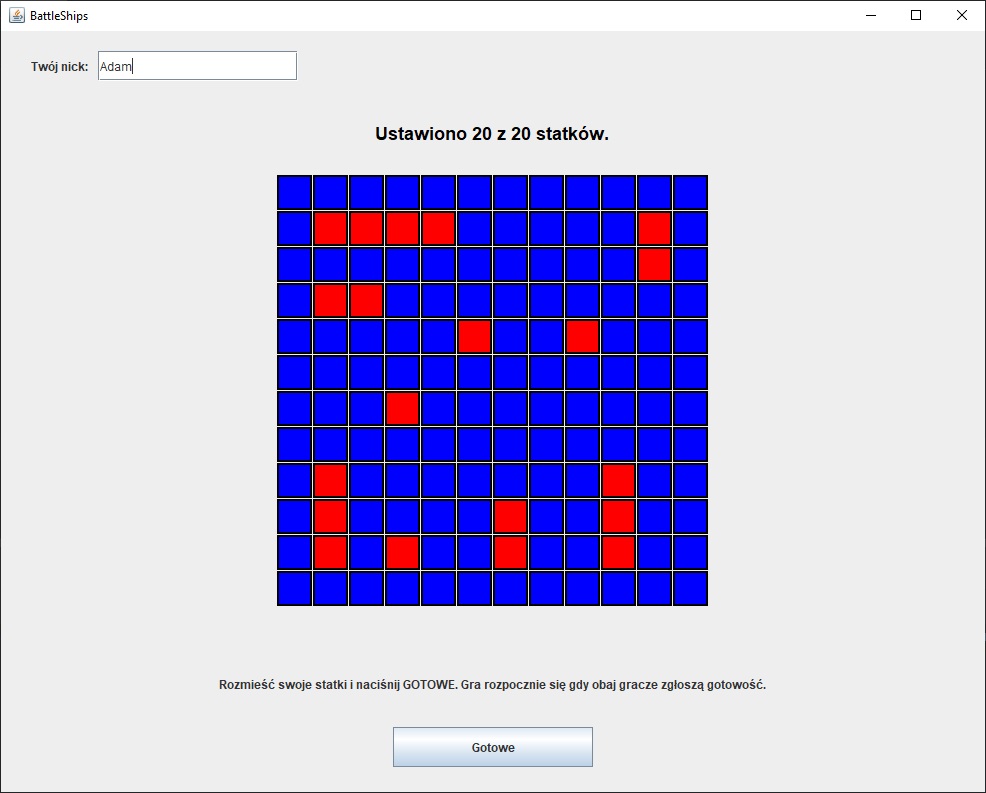 BattleShips
Twój nick: Adam
Ustawiono 20 z 20 statków.
Rozmieść swoje statki i naciśnij GOTOWE. Gra rozpocznie się gdy obaj gracze zgłoszą gotowość.
Gotowe